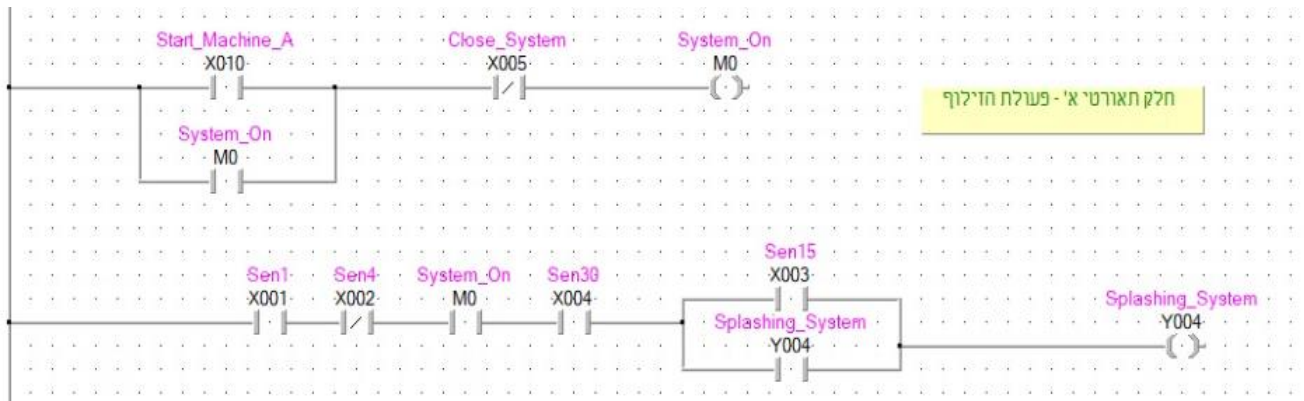 Start_Machine_A Close_System System_On
X010 X005 M0
חלק תאורטי א' - פעולת הזילוף
System_On
M0
Sen15
Sen1 Sen4 System_On Sen30 X003
X001 X002 M0 X004 Splashing_System
Splashing_System Y004
Y004